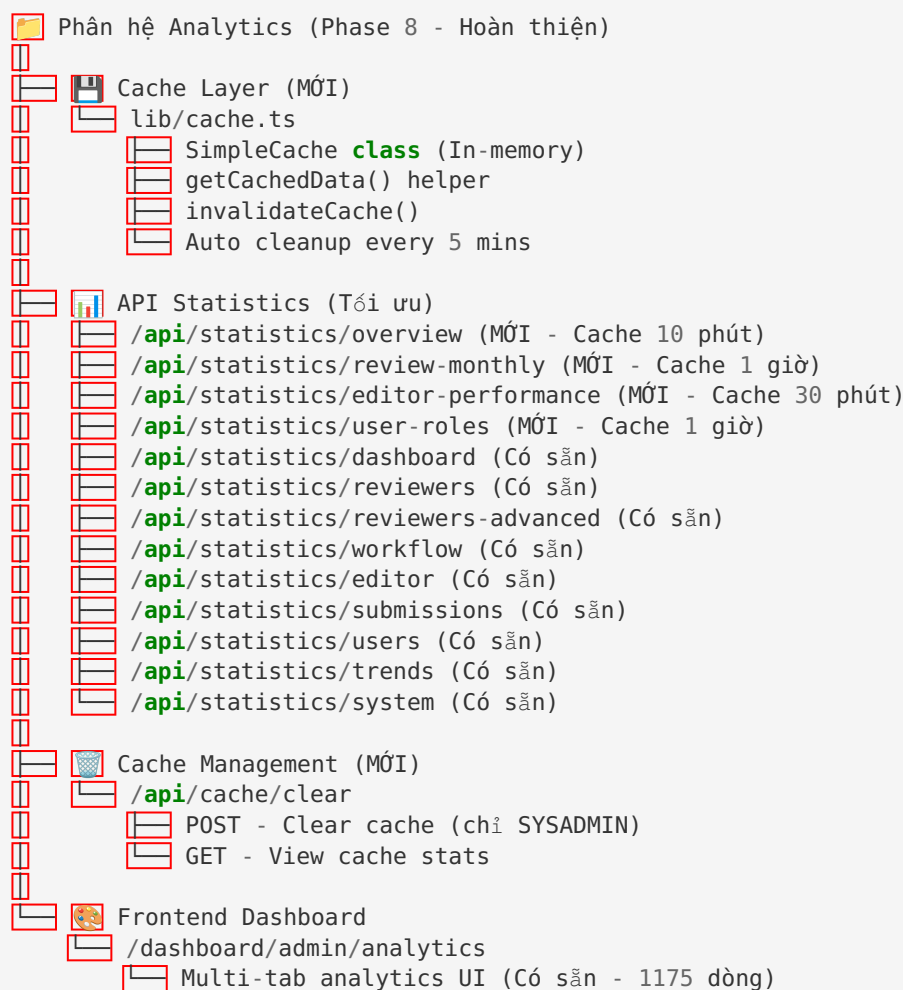 📁 Phân hệ Analytics (Phase 8 - Hoàn thiện)
│
├── 💾 Cache Layer (MỚI)
│   └── lib/cache.ts
│       ├── SimpleCache class (In-memory)
│       ├── getCachedData() helper
│       ├── invalidateCache()
│       └── Auto cleanup every 5 mins
│
├── 📊 API Statistics (Tối ưu)
│   ├── /api/statistics/overview (MỚI - Cache 10 phút)
│   ├── /api/statistics/review-monthly (MỚI - Cache 1 giờ)
│   ├── /api/statistics/editor-performance (MỚI - Cache 30 phút)
│   ├── /api/statistics/user-roles (MỚI - Cache 1 giờ)
│   ├── /api/statistics/dashboard (Có sẵn)
│   ├── /api/statistics/reviewers (Có sẵn)
│   ├── /api/statistics/reviewers-advanced (Có sẵn)
│   ├── /api/statistics/workflow (Có sẵn)
│   ├── /api/statistics/editor (Có sẵn)
│   ├── /api/statistics/submissions (Có sẵn)
│   ├── /api/statistics/users (Có sẵn)
│   ├── /api/statistics/trends (Có sẵn)
│   └── /api/statistics/system (Có sẵn)
│
├── 🗑️ Cache Management (MỚI)
│   └── /api/cache/clear
│       ├── POST - Clear cache (chỉ SYSADMIN)
│       └── GET - View cache stats
│
└── 🎨 Frontend Dashboard
    └── /dashboard/admin/analytics
        └── Multi-tab analytics UI (Có sẵn - 1175 dòng)